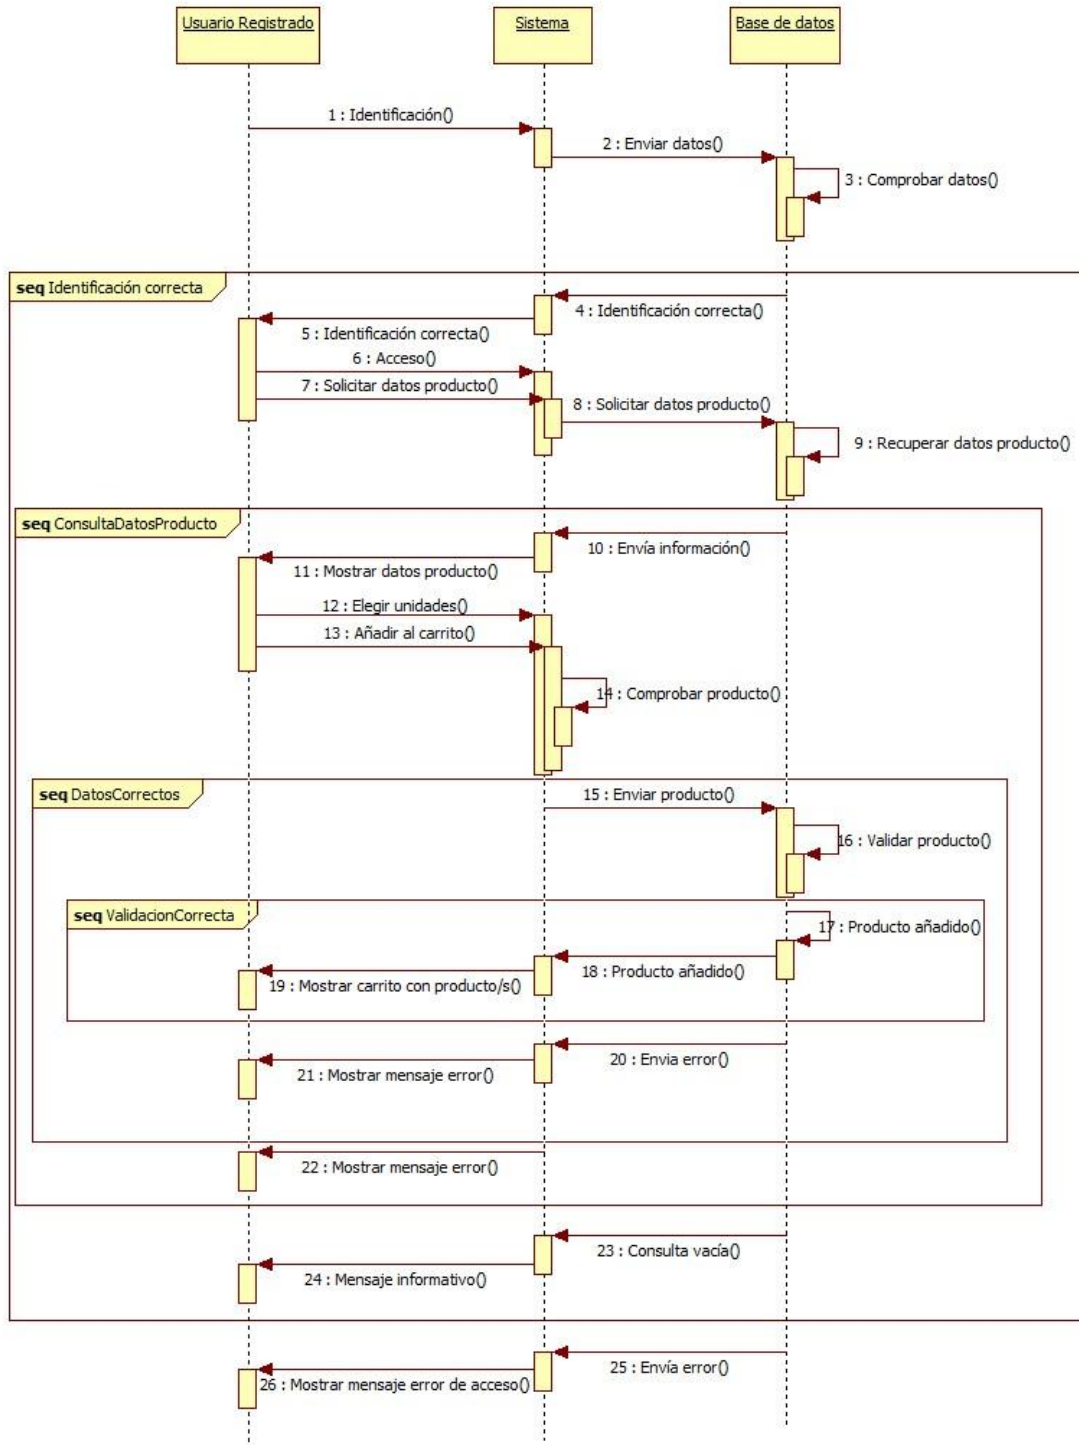 Usuario Registrado
Sistema
Base de datos
1 : Identificación()
2 : Enviar datos()
3 : Comprobar datos()
seq Identificación correcta
4 : Identificación correcta()
5 : Identificación correcta()
6 : Acceso()
7 : Solicitar datos producto()
8 : Solicitar datos producto()
9 : Recuperar datos producto()
seq ConsultaDatosProducto
10 : Envía información()
11 : Mostrar datos producto()
12 : Elegir unidades()
13 : Añadir al carrito()
14 : Comprobar producto()
seq DatosCorrectos
15 : Enviar producto()
16 : Validar producto()
seq ValidacionCorrecta
17 : Producto añadido()
18 : Producto añadido()
19 : Mostrar carrito con producto/s()
20 : Envia error()
21 : Mostrar mensaje error()
22 : Mostrar mensaje error()
23 : Consulta vacía()
24 : Mensaje informativo()
25 : Envía error()
26 : Mostrar mensaje error de acceso()